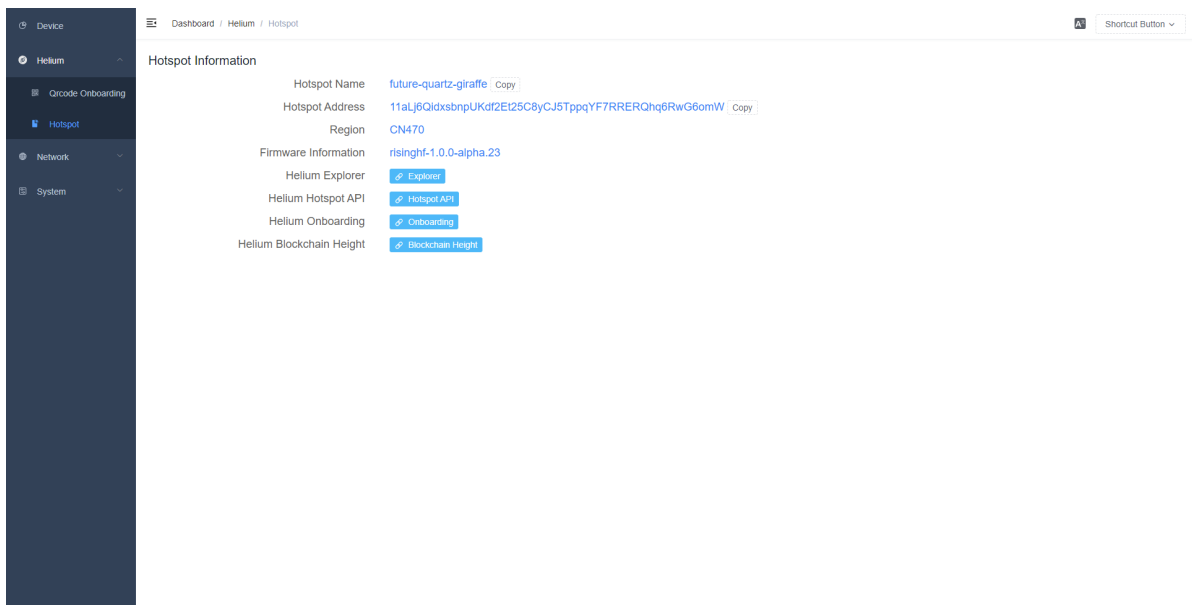 Device
Helium
Qrcode Onboarding
Hotspot
Network
System
Dashboard / Helium / Hotspot
Shortcut Button
Hotspot Information
Hotspot Name future-quartz-giraffe Copy
Hotspot Address 11aLj6QidxsbnpUKdf2Et25C8yCJ5TppqYF7RRERQhq6RwG6omW Copy
Region CN470
Firmware Information risinghf-1.0.0-alpha.23
Helium Explorer Explorer
Helium Hotspot API Hotspot API
Helium Onboarding Onboarding
Helium Blockchain Height Blockchain Height